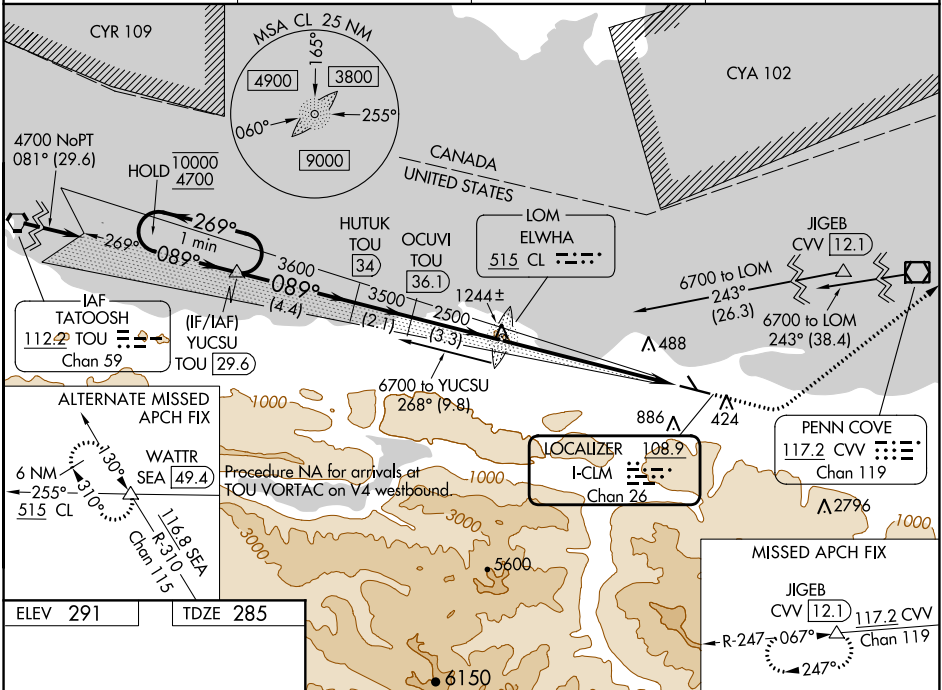 CYR 109
MSA CL 25 NM
165°
4900
3800
060°
255°
9000
CYA 102
CANADA
UNITED STATES
4700 NoPT
081° (29.6)
HOLD
10000
4700
269°
1 min
269°
089°
3600
089°
(4.4)
HUTUK
TOU
34
OCUVI
TOU
36.1
3500
(2.1)
2500
(3.3)
1244±
LOM
ELWHA
515 CL
JIGEB
CVV 12.1
6700 to LOM
243°
(26.3)
6700 to LOM
243° (38.4)
IAF
TATOOSH
112.2 TOU
Chan 59
(IF/IAF)
YUCSU
TOU 29.6
6700 to YUCSU
268° (9.8)
488
424
886
PENN COVE
117.2 CVV
Chan 119
LOCALIZER 108.9
I-CLM
Chan 26
ALTERNATE MISSED
APCH FIX
WATTR
SEA 49.4
130°
310°
6 NM
255°
515 CL
116.8 SEA
R-310
Chan 115
1000
Procedure NA for arrivals at
TOU VORTAC on V4 westbound.
1000
3000
3000
2796
1000
5600
6150
MISSED APCH FIX
JIGEB
CVV 12.1
117.2 CVV
Chan 119
R-247
067°
247°
ELEV 291
TDZE 285